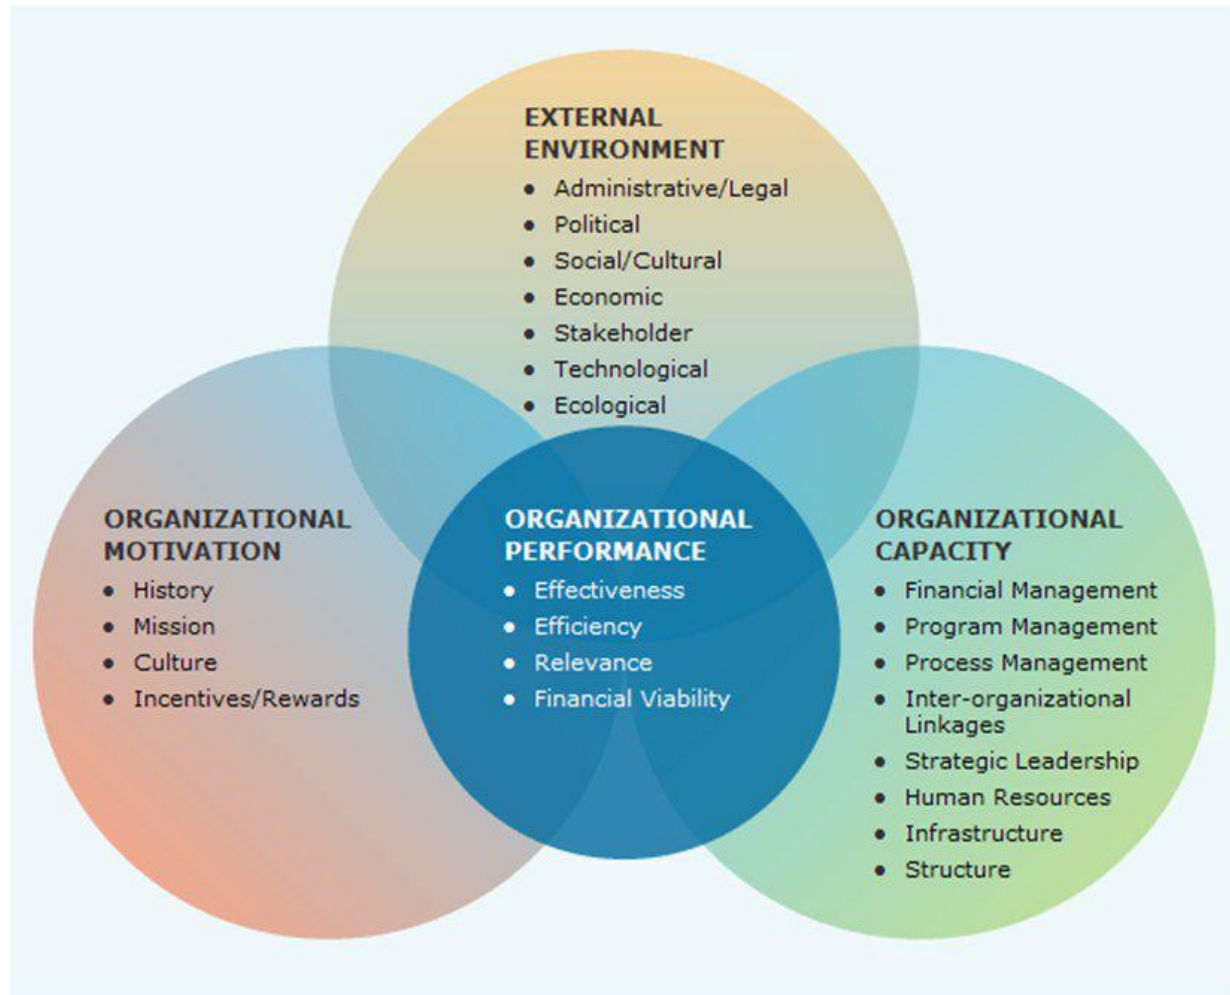 EXTERNAL
ENVIRONMENT
• Administrative/Legal
• Political
• Social/Cultural
• Economic
• Stakeholder
• Technological
• Ecological
ORGANIZATIONAL
MOTIVATION
• History
• Mission
• Culture
• Incentives/Rewards
ORGANIZATIONAL
PERFORMANCE
• Effectiveness
• Efficiency
• Relevance
• Financial Viability
ORGANIZATIONAL
CAPACITY
• Financial Management
• Program Management
• Process Management
• Inter-organizational
Linkages
• Strategic Leadership
• Human Resources
• Infrastructure
• Structure